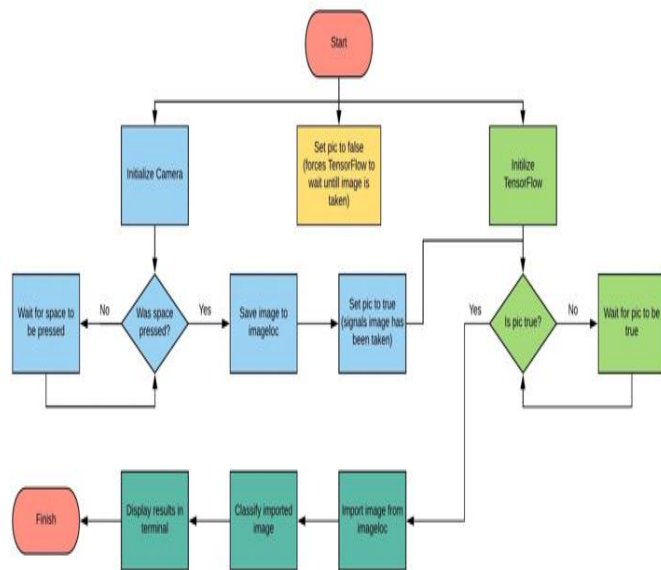 Start
Initialize Camera
Set pic to false
(forces TensorFlow to
wait untill image is
taken)
Initilize
TensorFlow
Wait for space to
be pressed
No
Was space
pressed?
Yes
Save image to
imageloc
Set pic to true
(signals image has
been taken)
Yes
Is pic true?
No
Wait for pic to be
true
Finish
Display results in
terminal
Classify imported
image
Import image from
imageloc